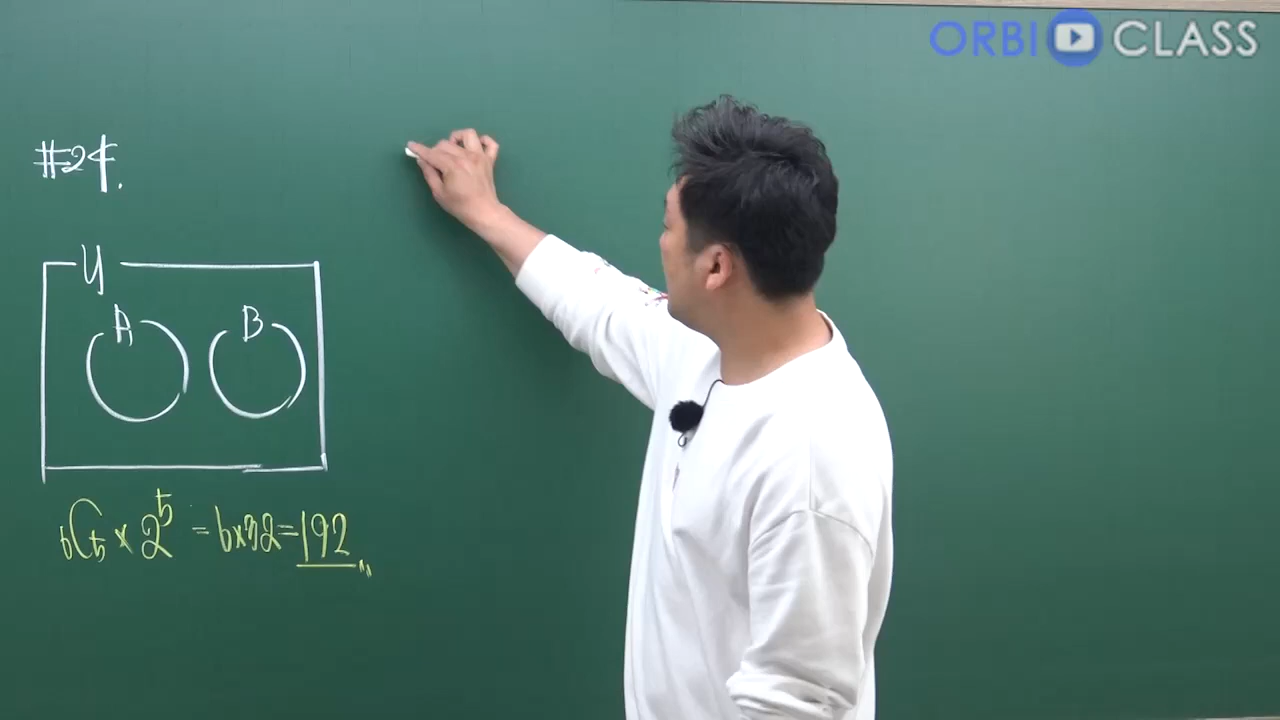 ORBI CLASS
#24.
U
A B
₆C₅ × 2⁵ = 6×32=192